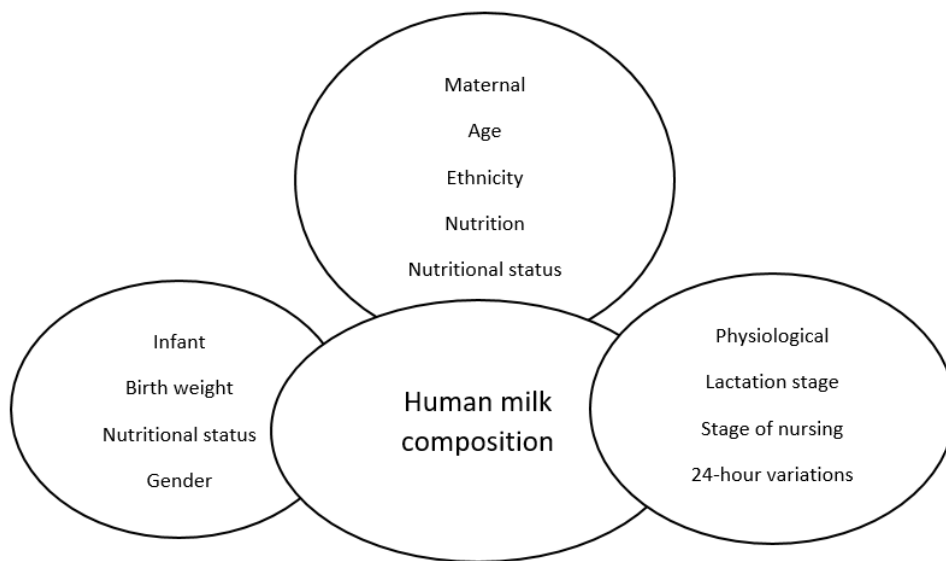 Maternal
Age
Ethnicity
Nutrition
Nutritional status
Infant
Birth weight
Nutritional status
Gender
Human milk
composition
Physiological
Lactation stage
Stage of nursing
24-hour variations